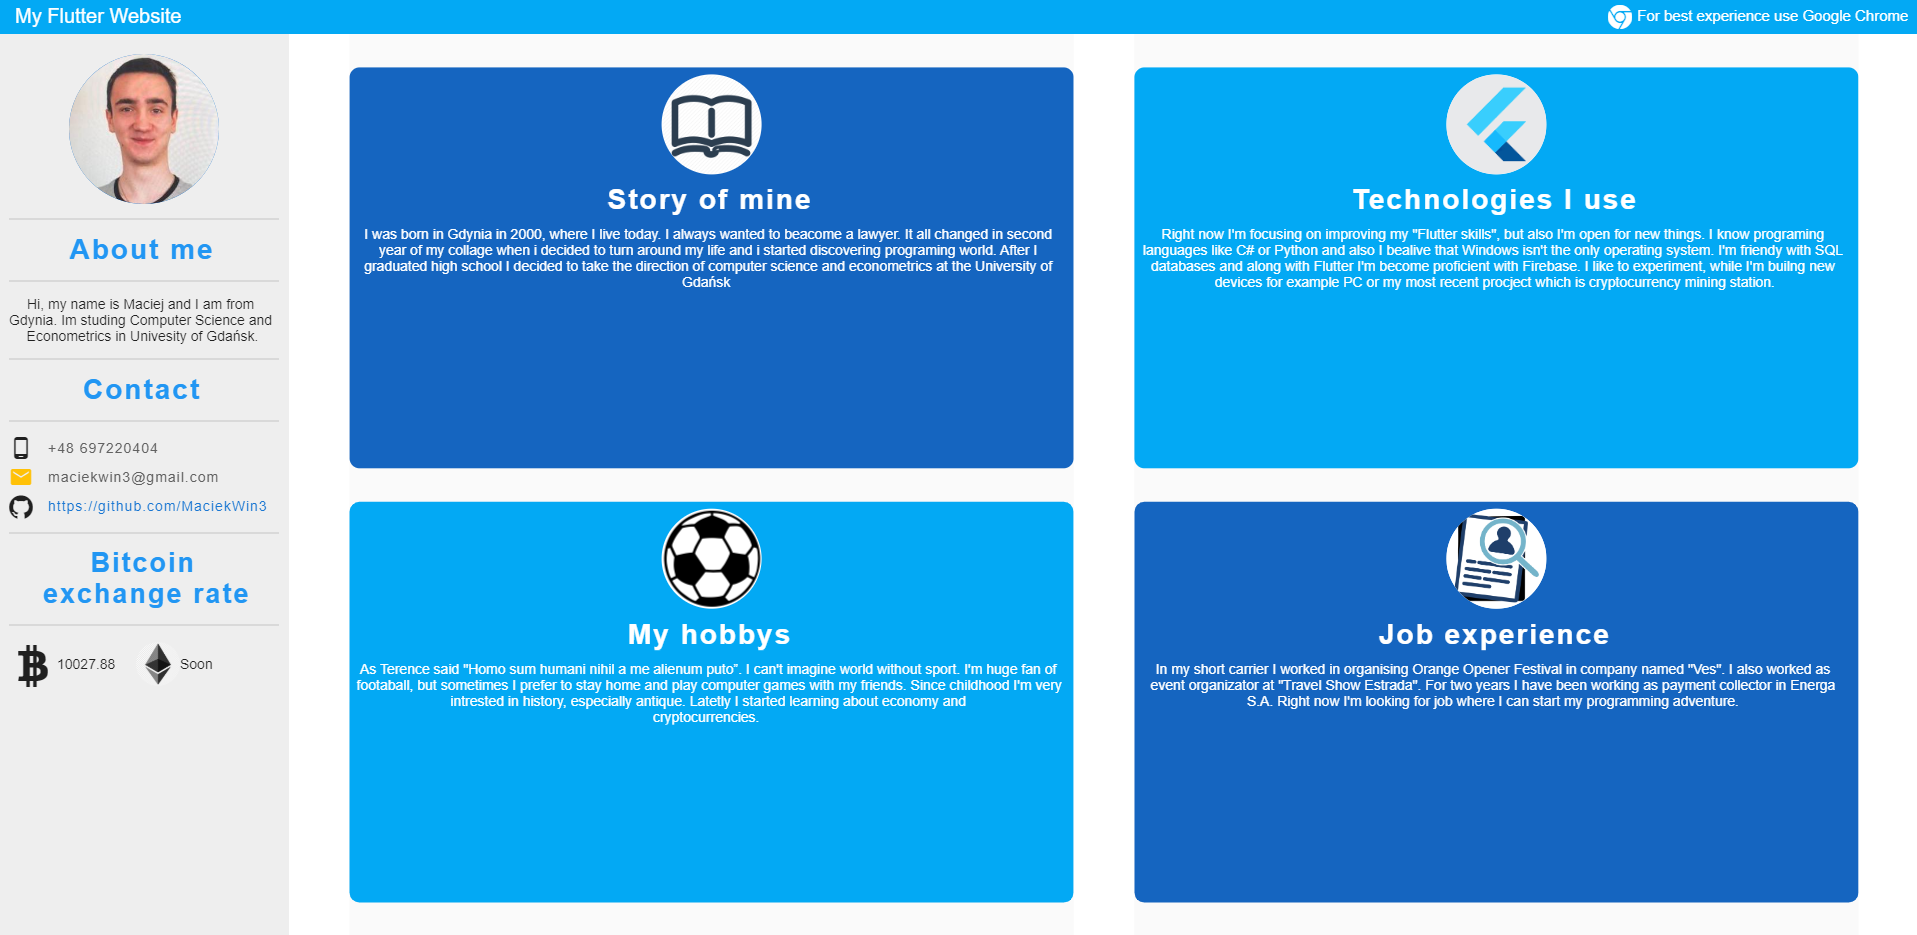 My Flutter Website
For best experience use Google Chrome
About me
Hi, my name is Maciej and I am from
Gdynia. Im studing Computer Science and
Econometrics in Univesity of Gdańsk.
Contact
+48 697220404
maciekwin3@gmail.com
https://github.com/MaciekWin3
Bitcoin
exchange rate
10027.88
Soon
Story of mine
I was born in Gdynia in 2000, where I live today. I always wanted to beacome a lawyer. It all changed in second
year of my collage when i decided to turn around my life and i started discovering programing world. After I
graduated high school I decided to take the direction of computer science and econometrics at the University of
Gdańsk
Technologies I use
Right now I'm focusing on improving my "Flutter skills", but also I'm open for new things. I know programing
languages like C# or Python and also I bealive that Windows isn't the only operating system. I'm friendy with SQL
databases and along with Flutter I'm become proficient with Firebase. I like to experiment, while I'm builng new
devices for example PC or my most recent procject which is cryptocurrency mining station.
My hobbys
As Terence said "Homo sum humani nihil a me alienum puto”. I can't imagine world without sport. I'm huge fan of
footaball, but sometimes I prefer to stay home and play computer games with my friends. Since childhood I'm very
intrested in history, especially antique. Latetly I started learning about economy and
cryptocurrencies.
Job experience
In my short carrier I worked in organising Orange Opener Festival in company named "Ves". I also worked as
event organizator at "Travel Show Estrada". For two years I have been working as payment collector in Energa
S.A. Right now I'm looking for job where I can start my programming adventure.